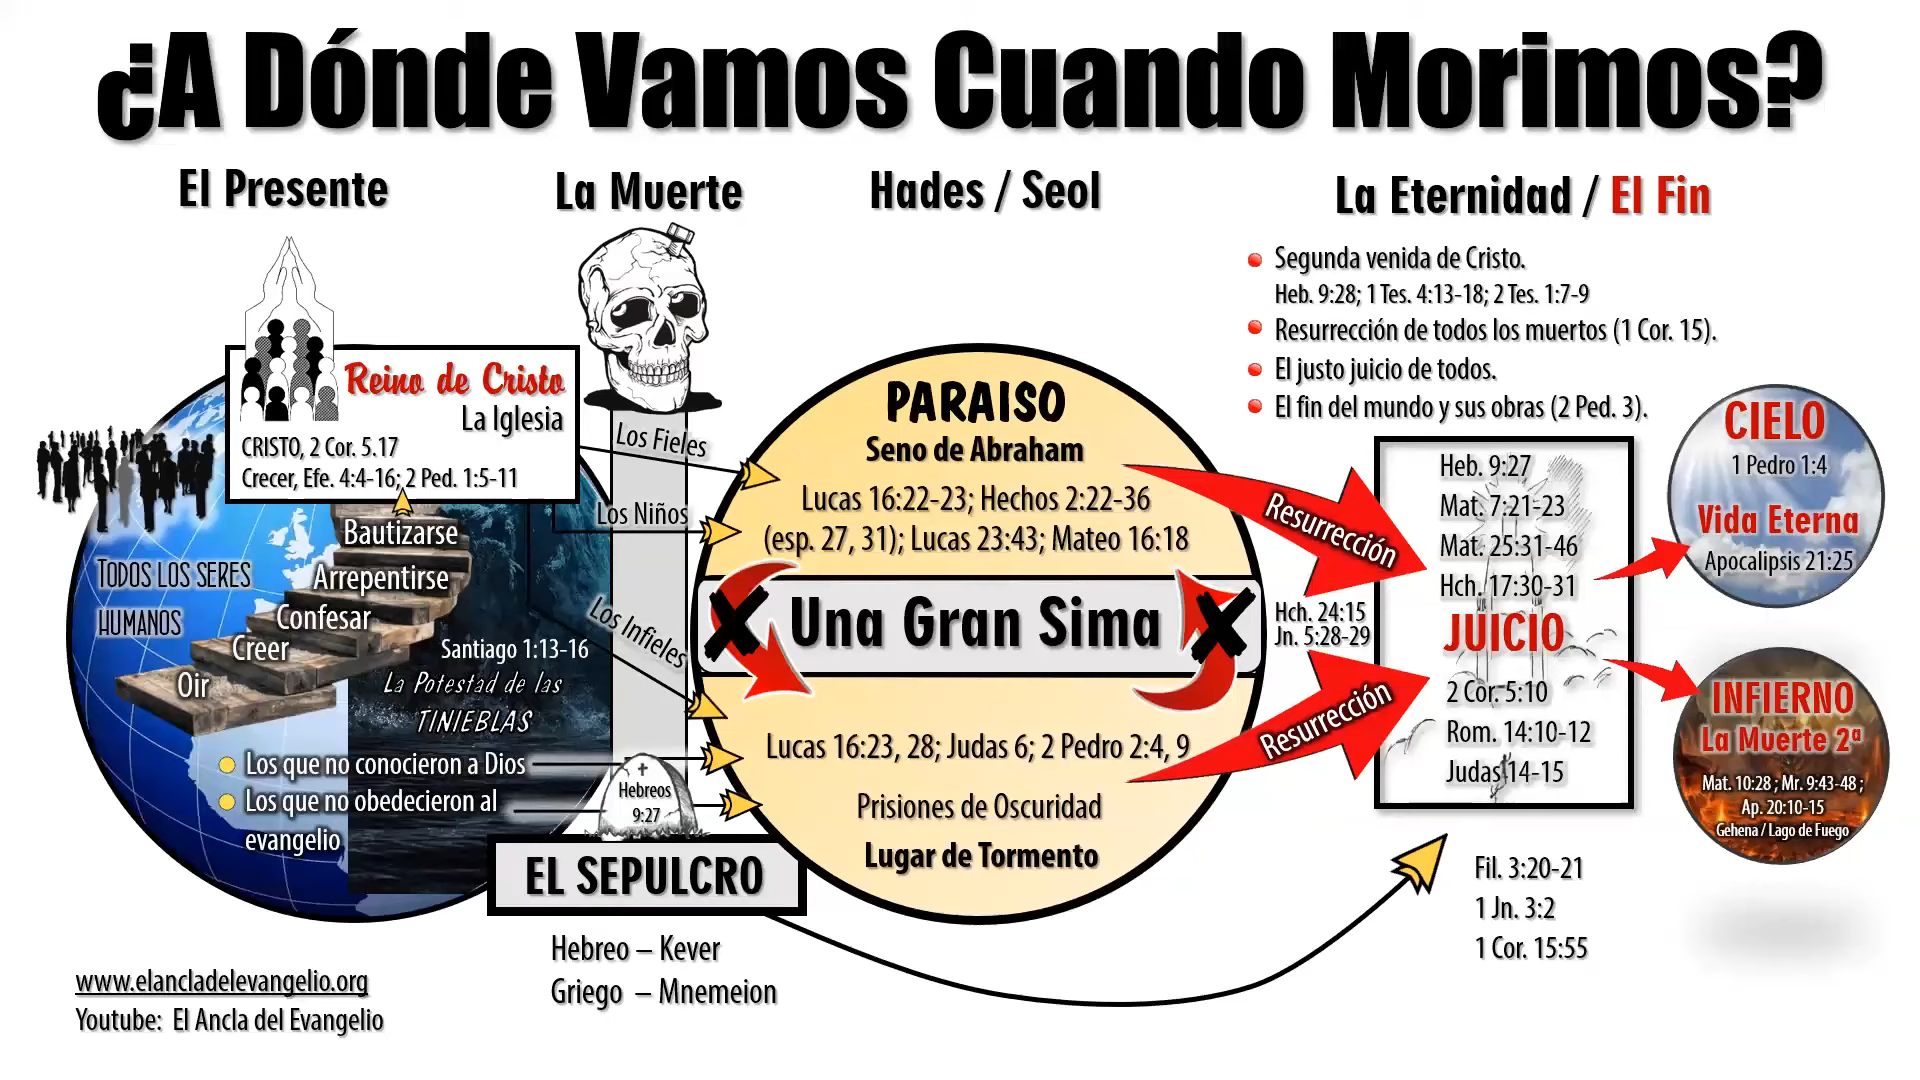 ¿A Dónde Vamos Cuando Morimos?
El Presente
La Muerte
Hades / Seol
La Eternidad / El Fin
Reino de Cristo
La Iglesia
CRISTO, 2 Cor. 5.17
Crecer, Efe. 4:4-16; 2 Ped. 1:5-11
TODOS LOS SERES
HUMANOS
Bautizarse
Arrepentirse
Confesar
Creer
Oir
Santiago 1:13-16
La Potestad de las
TINIEBLAS
Los que no conocieron a Dios
Los que no obedecieron al
evangelio
Los Fieles
Los Niños
Los Infieles
Hebreos
9:27
EL SEPULCRO
Hebreo – Kever
Griego – Mnemeion
PARAISO
Seno de Abraham
Lucas 16:22-23; Hechos 2:22-36
(esp. 27, 31); Lucas 23:43; Mateo 16:18
Una Gran Sima
Lucas 16:23, 28; Judas 6; 2 Pedro 2:4, 9
Prisiones de Oscuridad
Lugar de Tormento
Segunda venida de Cristo.
Heb. 9:28; 1 Tes. 4:13-18; 2 Tes. 1:7-9
Resurrección de todos los muertos (1 Cor. 15).
El justo juicio de todos.
El fin del mundo y sus obras (2 Ped. 3).
Resurrección
Hch. 24:15
Jn. 5:28-29
Resurrección
Heb. 9:27
Mat. 7:21-23
Mat. 25:31-46
Hch. 17:30-31
JUICIO
2 Cor. 5:10
Rom. 14:10-12
Judas 14-15
CIELO
1 Pedro 1:4
Vida Eterna
Apocalipsis 21:25
INFIERNO
La Muerte 2ª
Mat. 10:28 ; Mr. 9:43-48 ;
Ap. 20:10-15
Gehena / Lago de Fuego
Fil. 3:20-21
1 Jn. 3:2
1 Cor. 15:55
www.elancladelevangelio.org
Youtube: El Ancla del Evangelio